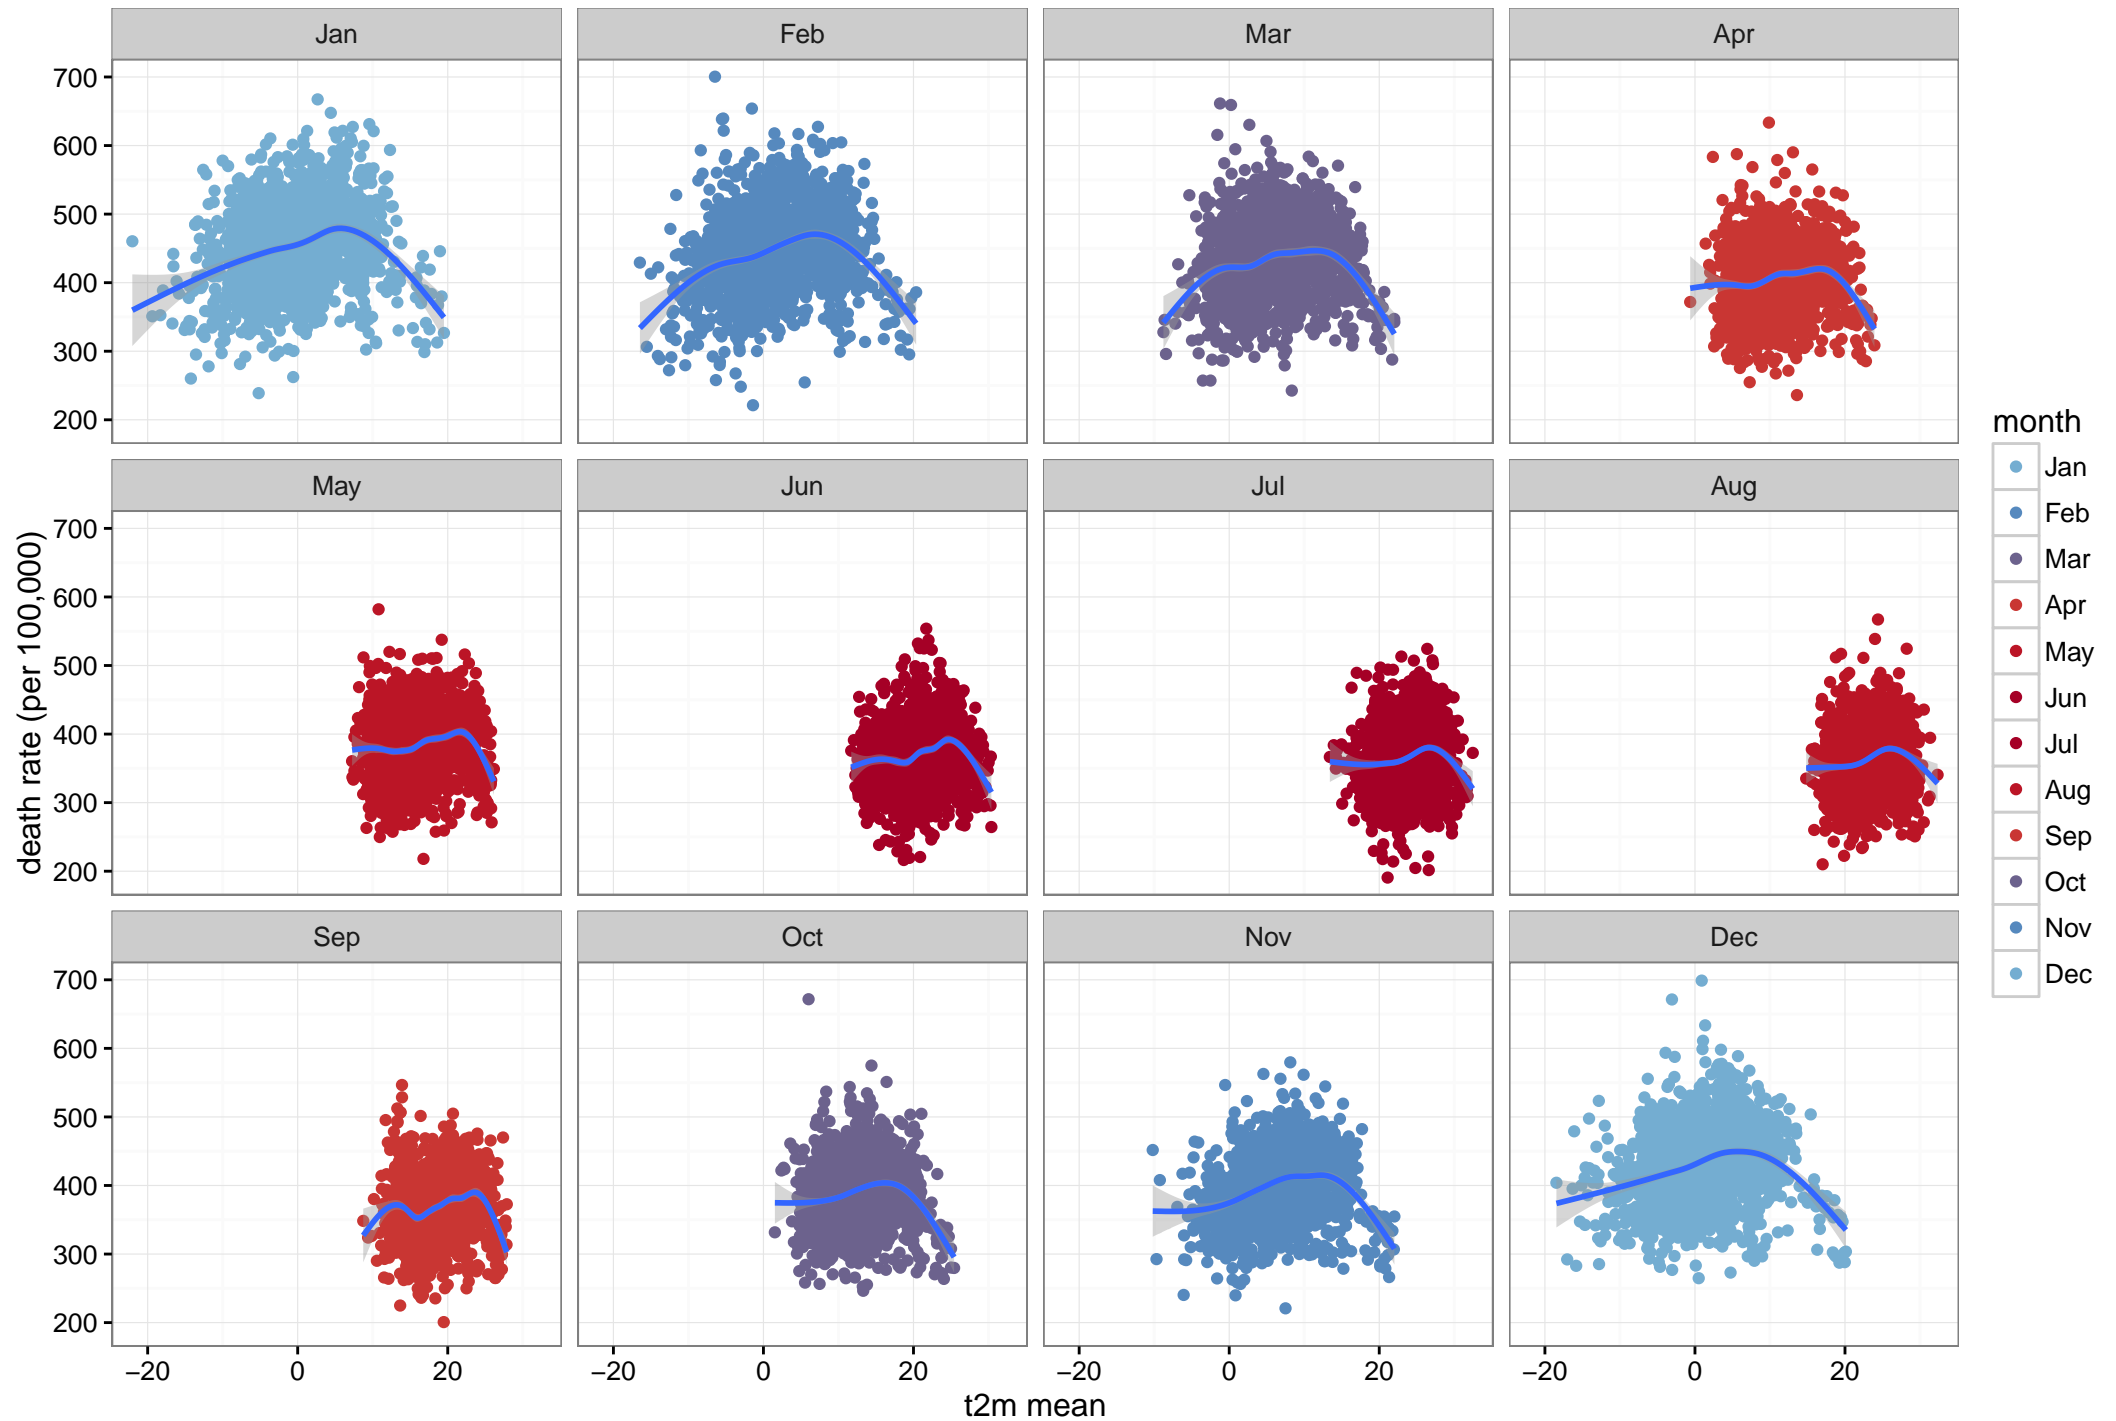 Jan Feb Mar Apr
700
600
500
400
300
200
May Jun Jul Aug
700
600
500
400
300
200
Sep Oct Nov Dec
700
600
500
400
300
200
−20 0 20 −20 0 20 −20 0 20 −20 0 20
t2m mean
death rate (per 100,000)
month
Jan
Feb
Mar
Apr
May
Jun
Jul
Aug
Sep
Oct
Nov
Dec